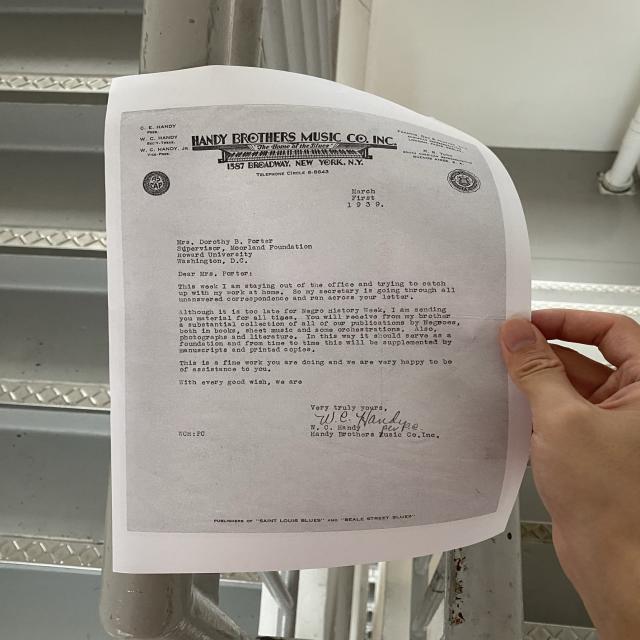 C. E. HANDY
PRES.
W. C. HANDY
SECY.-TREAS.
W. C. HANDY, JR.
VICE-PRES.
HANDY BROTHERS MUSIC CO. INC.
"The Home of the Blues"
1587 BROADWAY, NEW YORK, N.Y.
TELEPHONE CIRCLE
AS
CAP
March
First
1939.
Mrs. Dorothy B. Porter
Supervisor, Moorland Foundation
Howard University
Washington, D.C.
Dear Mrs. Porter:
This week I am staying out of the office and trying to catch
up with my work at home. So my secretary is going through all
unanswered correspondence and ran across your letter.
Although it is too late for Negro History Week, I am sending
you material for all times. You will receive from my brother
a substantial collection of all of our publications by Negroes,
both in books, sheet music and some orchestrations. Also,
photographs and literature. In this way it should serve as a
foundation and from time to time this will be supplemented by
manuscripts and printed copies.
This is a fine work you are doing and we are very happy to be
of assistance to you.
With every good wish, we are
Very truly yours,
W. C. Handy
per pc.
W. C. Handy
WCH:PC
Handy Brothers Music Co.Inc.
PUBLISHERS OF "SAINT LOUIS BLUES" AND "BEALE STREET BLUES"